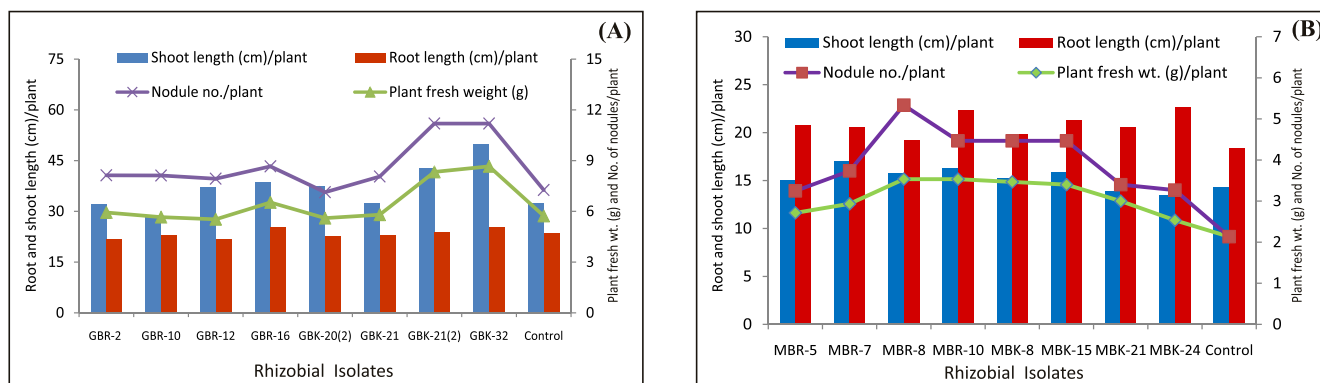 (A)
75
60
45
30
15
0
15
12
9
6
3
0
Root and shoot length (cm)/plant
Plant fresh wt. (g) and No. of nodules/plant
Shoot length (cm)/plant
Root length (cm)/plant
Nodule no./plant
Plant fresh weight (g)
GBR-2 GBR-10 GBR-12 GBR-16 GBK-20(2) GBK-21 GBK-21(2) GBK-32 Control
Rhizobial Isolates
(B)
30
25
20
15
10
5
0
7
6
5
4
3
2
1
0
Root and shoot length (cm)/plant
Plant fresh wt. (g) and No. of nodules/plant
Shoot length (cm)/plant
Root length (cm)/plant
Nodule no./plant
Plant fresh wt. (g)/plant
MBR-5 MBR-7 MBR-8 MBR-10 MBK-8 MBK-15 MBK-21 MBK-24 Control
Rhizobial Isolates